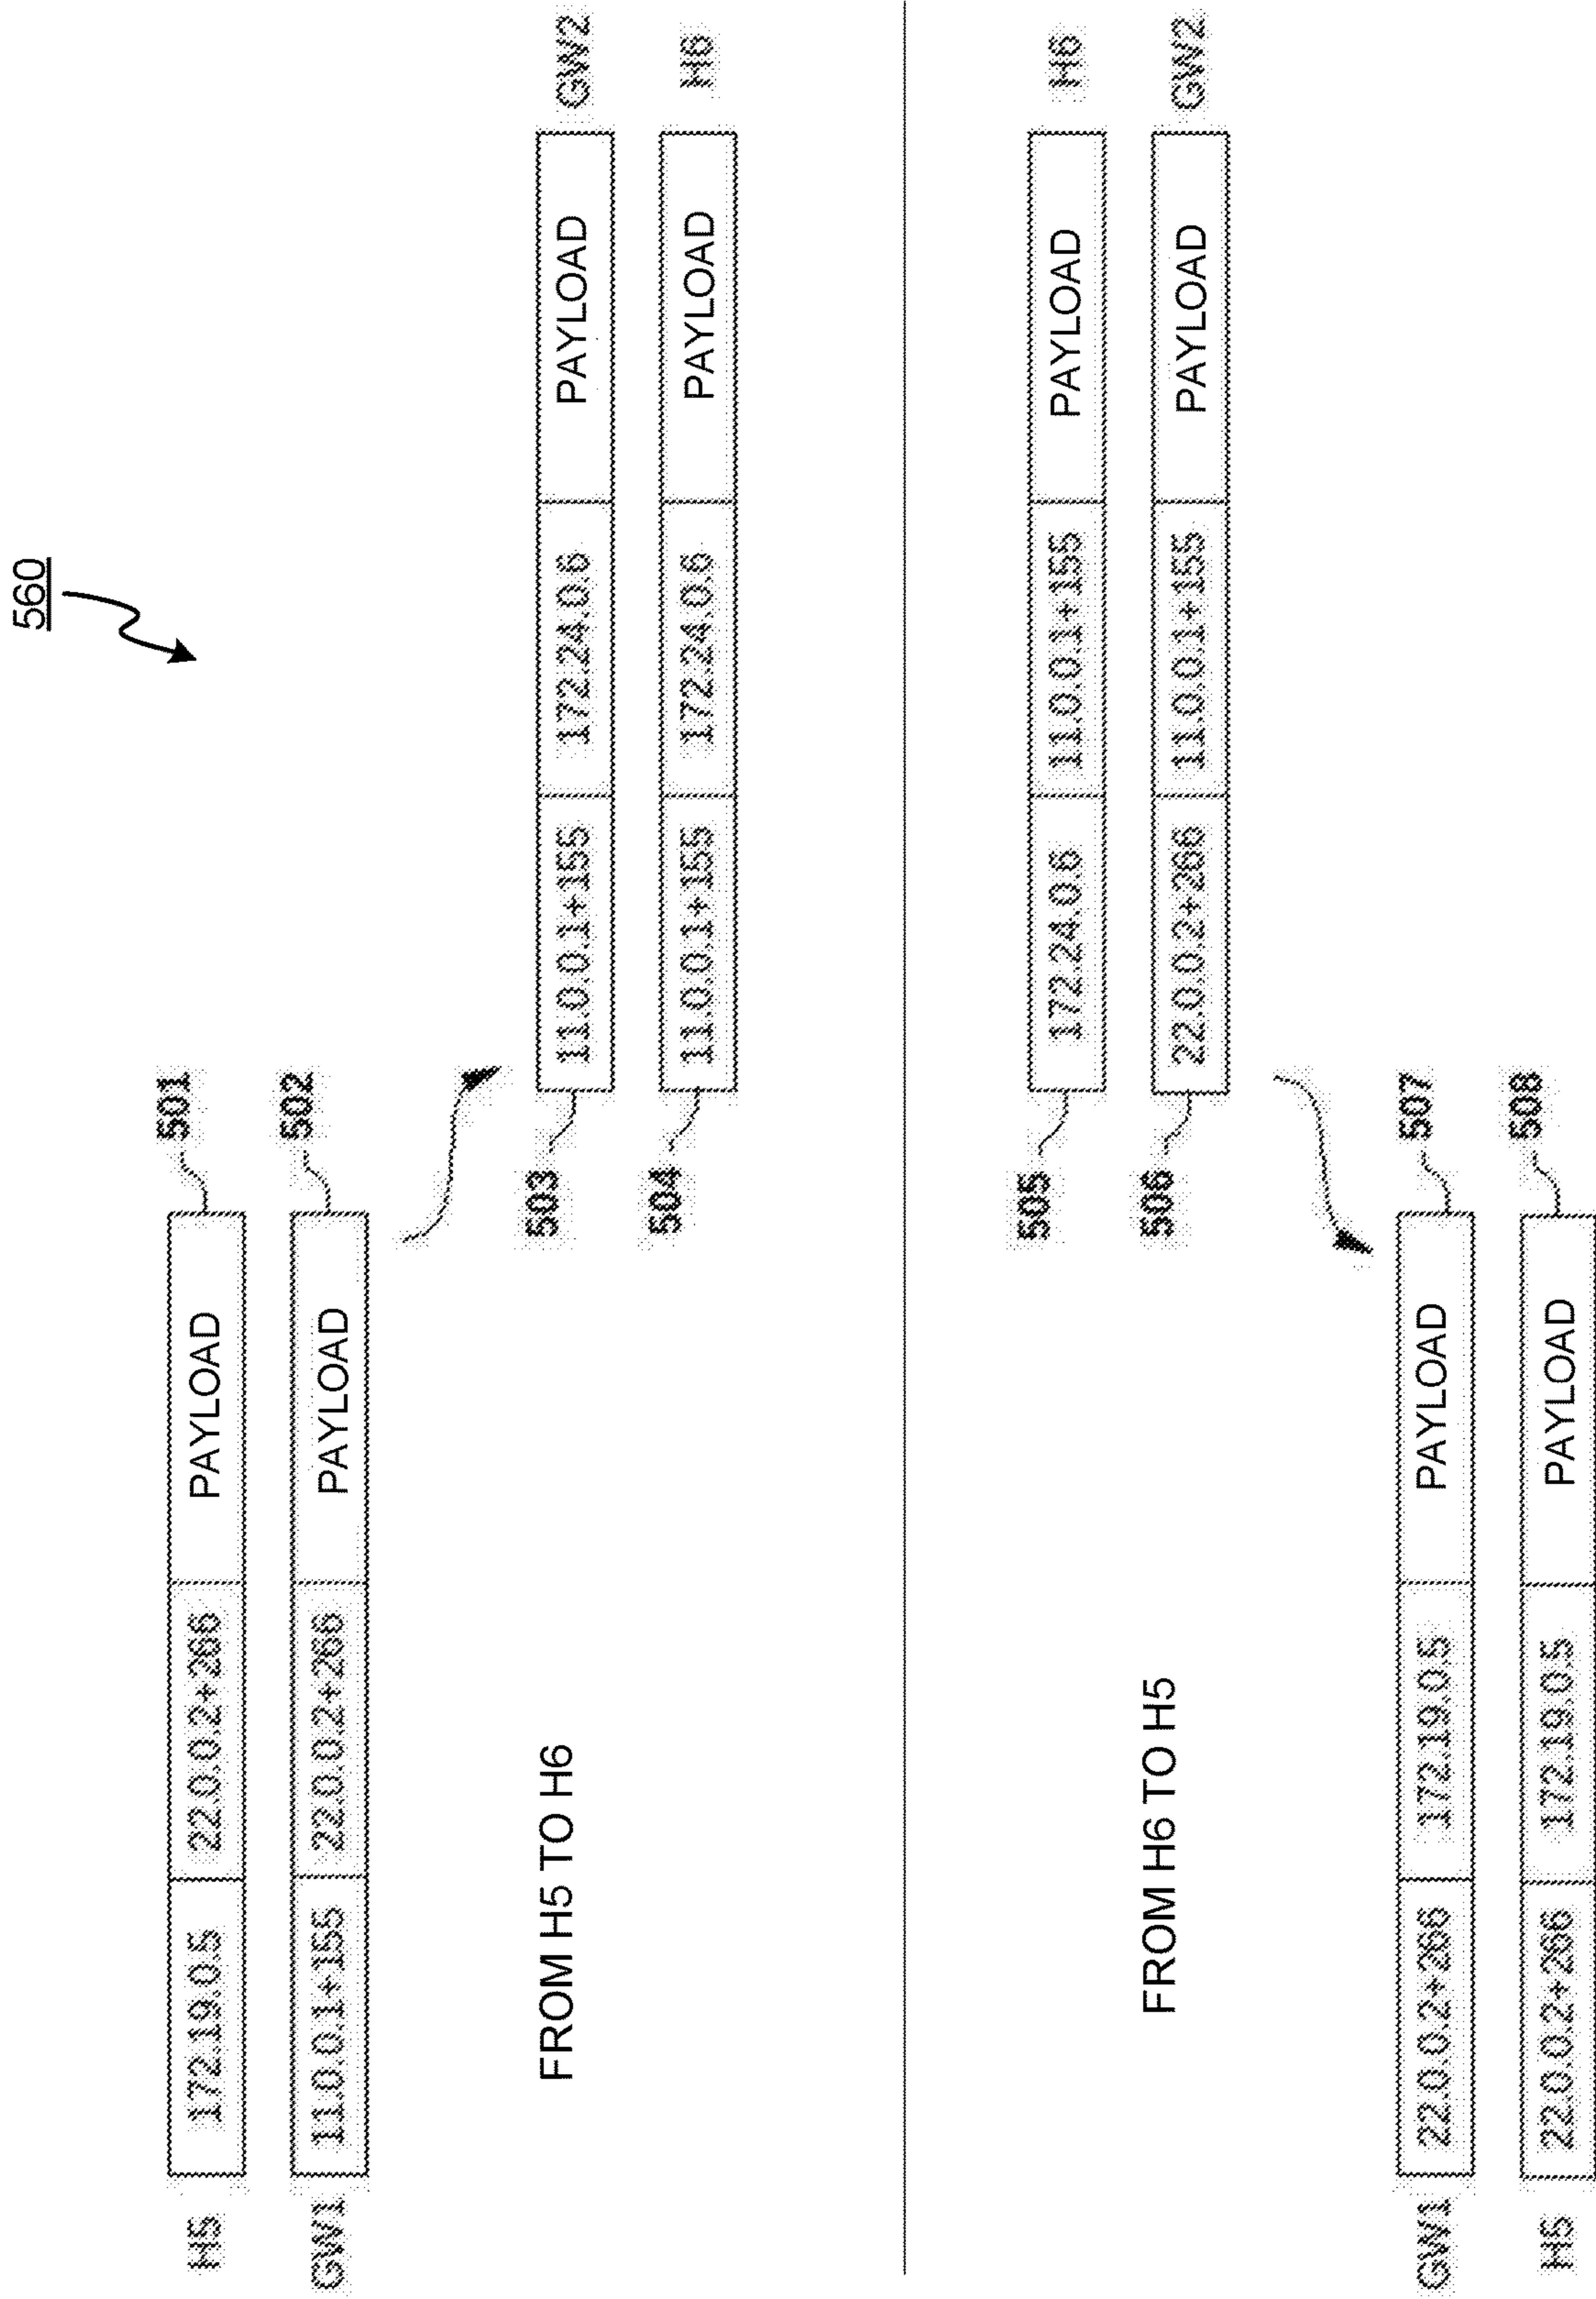 560
H5 172.19.0.5 22.0.0.2+266 PAYLOAD 501
GW1 11.0.0.1+155 22.0.0.2+266 PAYLOAD 502
503 11.0.0.1+155 172.24.0.6 PAYLOAD GW2
504 11.0.0.1+155 172.24.0.6 PAYLOAD H6
FROM H5 TO H6
505 172.24.0.6 11.0.0.1+155 PAYLOAD H6
506 22.0.0.2+266 11.0.0.1+155 PAYLOAD GW2
FROM H6 TO H5
GW1 22.0.0.2+266 172.19.0.5 PAYLOAD 507
H5 22.0.0.2+266 172.19.0.5 PAYLOAD 508